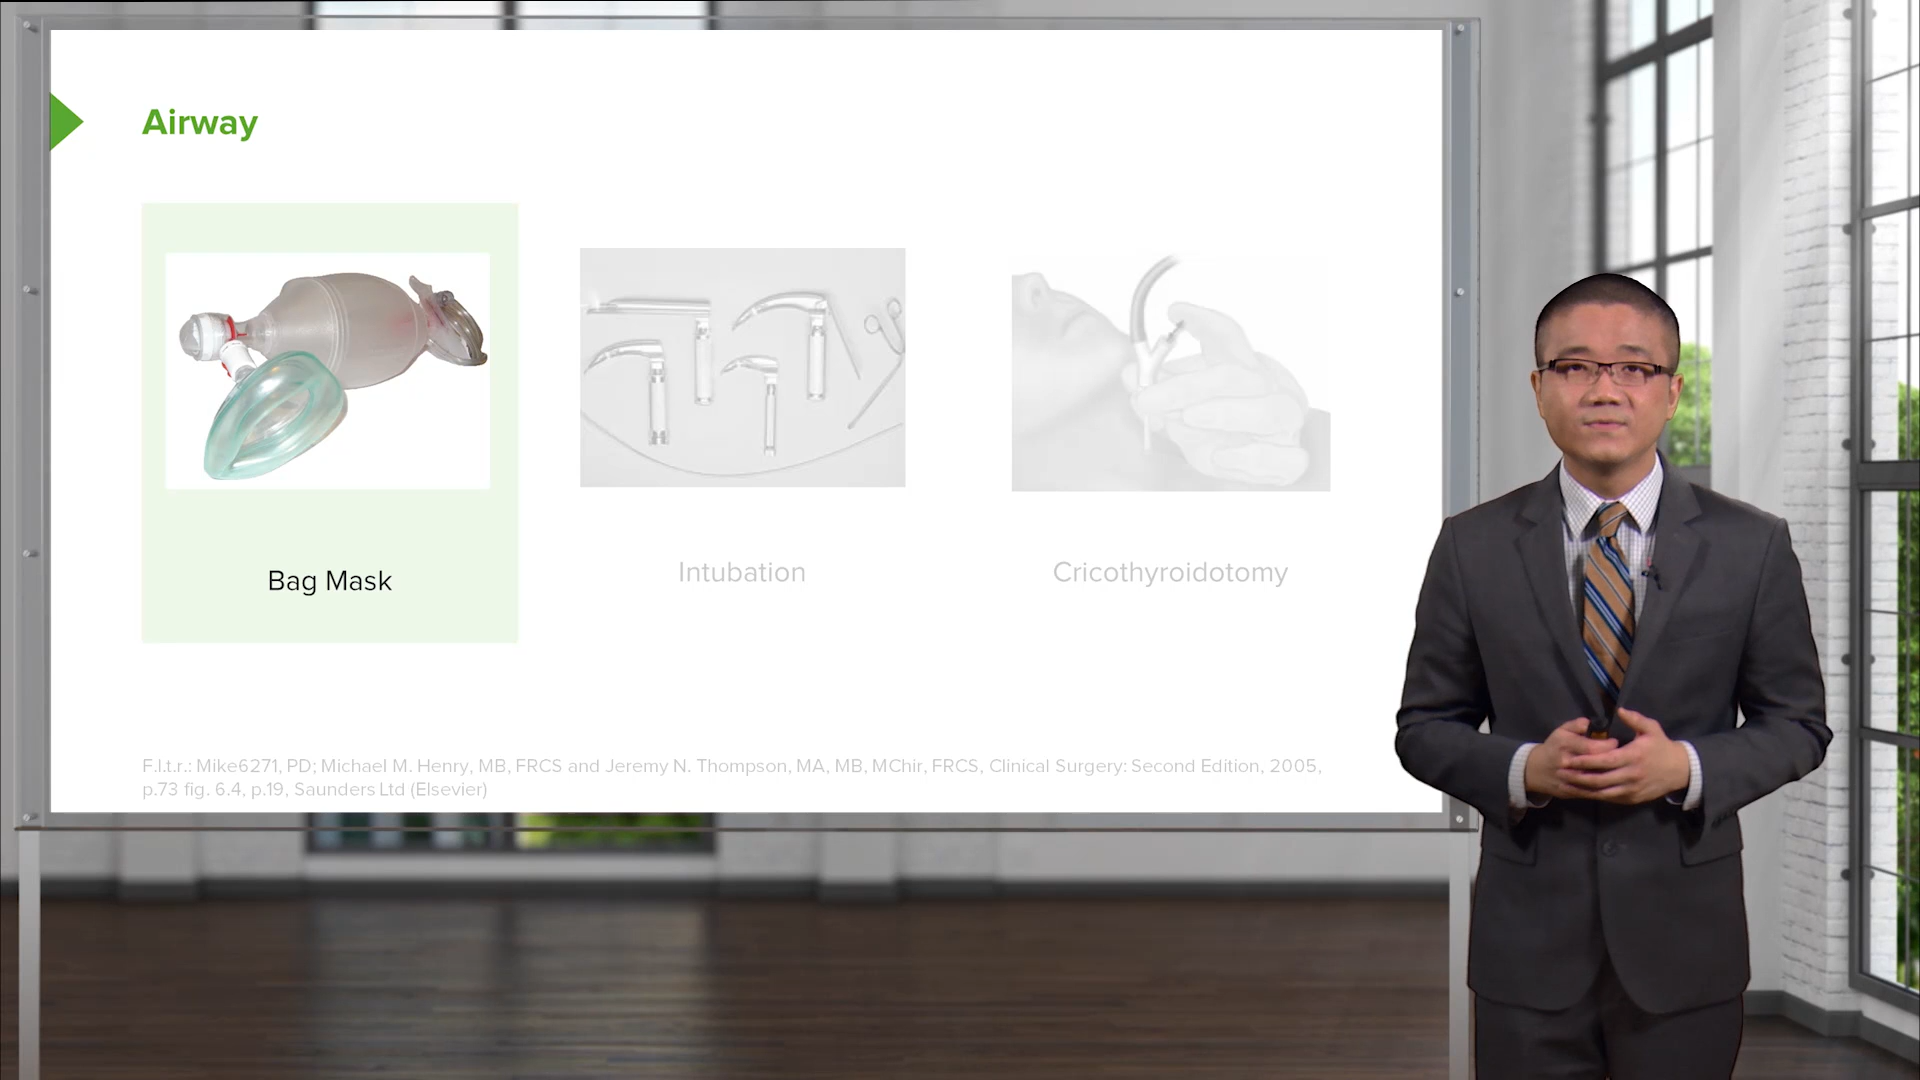 Airway
Bag Mask
Intubation
Cricothyroidotomy
F.l.t.r.: Mike6271, PD; Michael M. Henry, MB, FRCS and Jeremy N. Thompson, MA, MB, MChir, FRCS, Clinical Surgery: Second Edition, 2005,
p.73 fig. 6.4, p.19, Saunders Ltd (Elsevier)